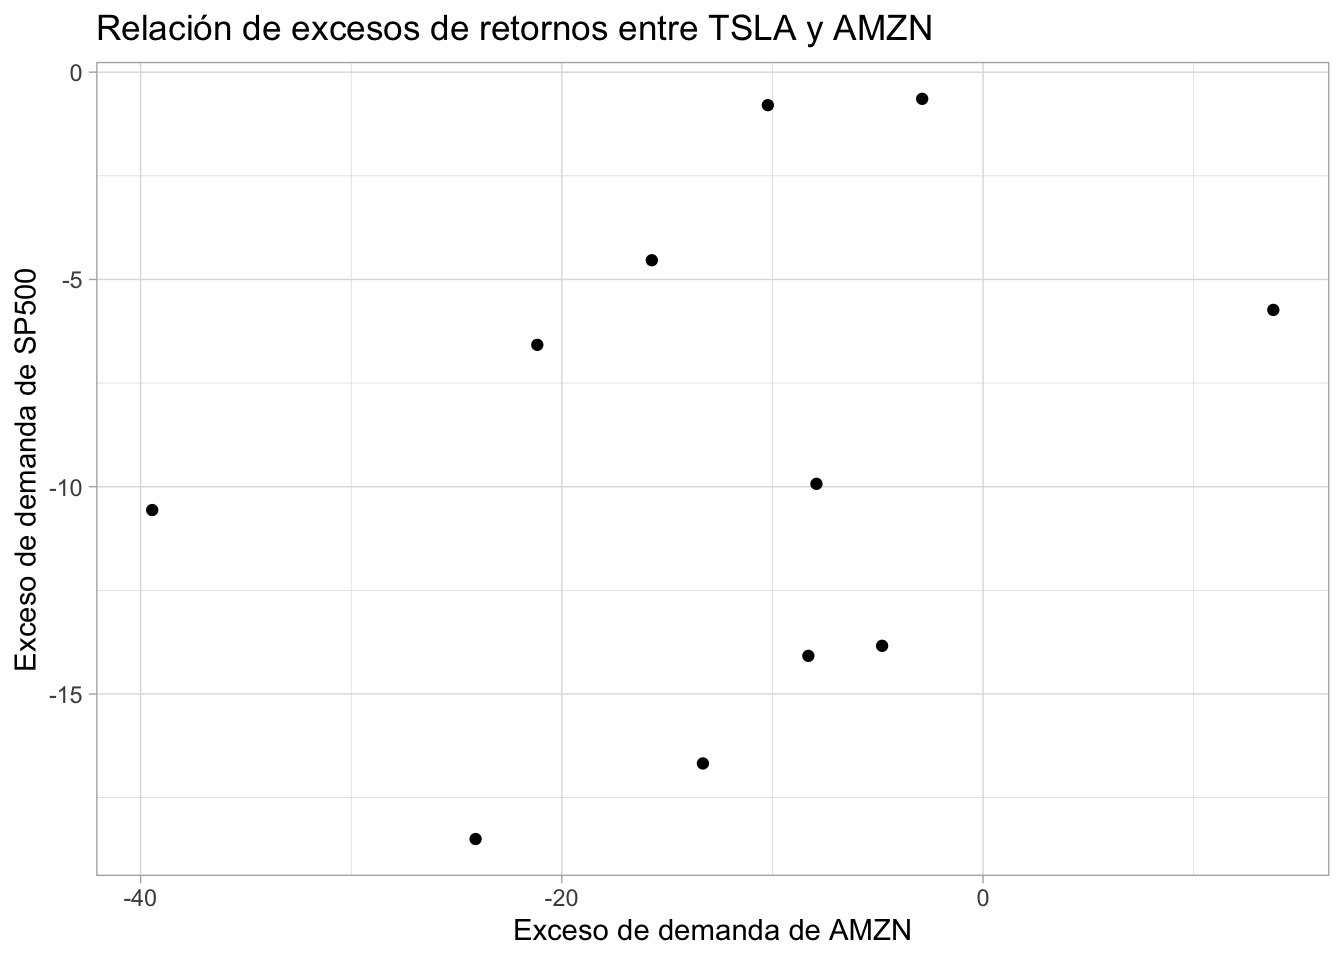 Relación de excesos de retornos entre TSLA y AMZN
0
-5
-10
-15
Exceso de demanda de SP500
-40
-20
0
Exceso de demanda de AMZN